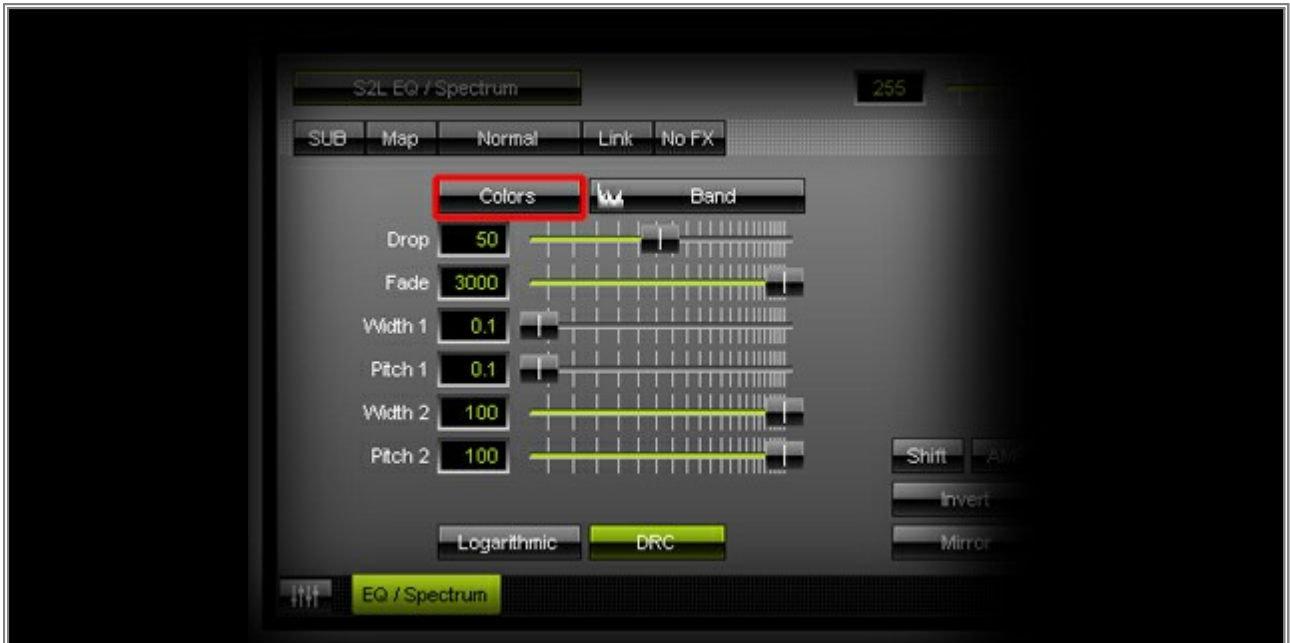 S2L EQ / Spectrum 255
SUB Map Normal Link No FX
Colors Band
Drop 50
Fade 3000
Width 1 0.1
Pitch 1 0.1
Width 2 100
Pitch 2 100
Shift
Invert
Logarithmic DRC Mirror
EQ / Spectrum